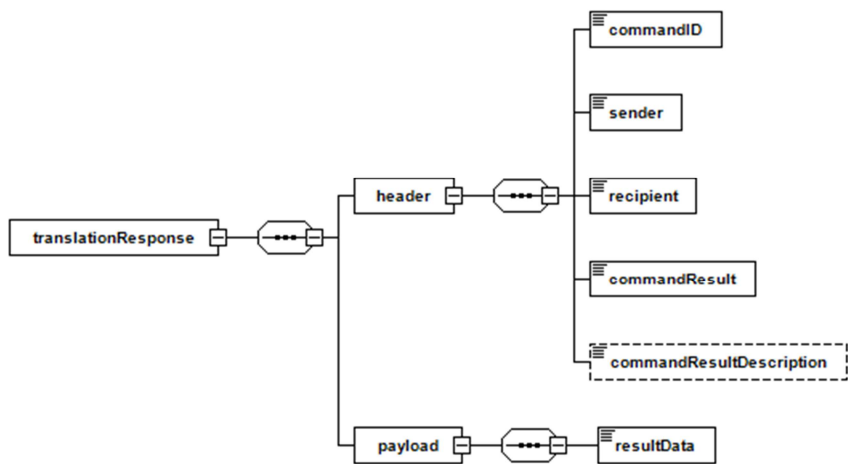 commandID
sender
header
recipient
translationResponse
commandResult
commandResultDescription
payload
resultData